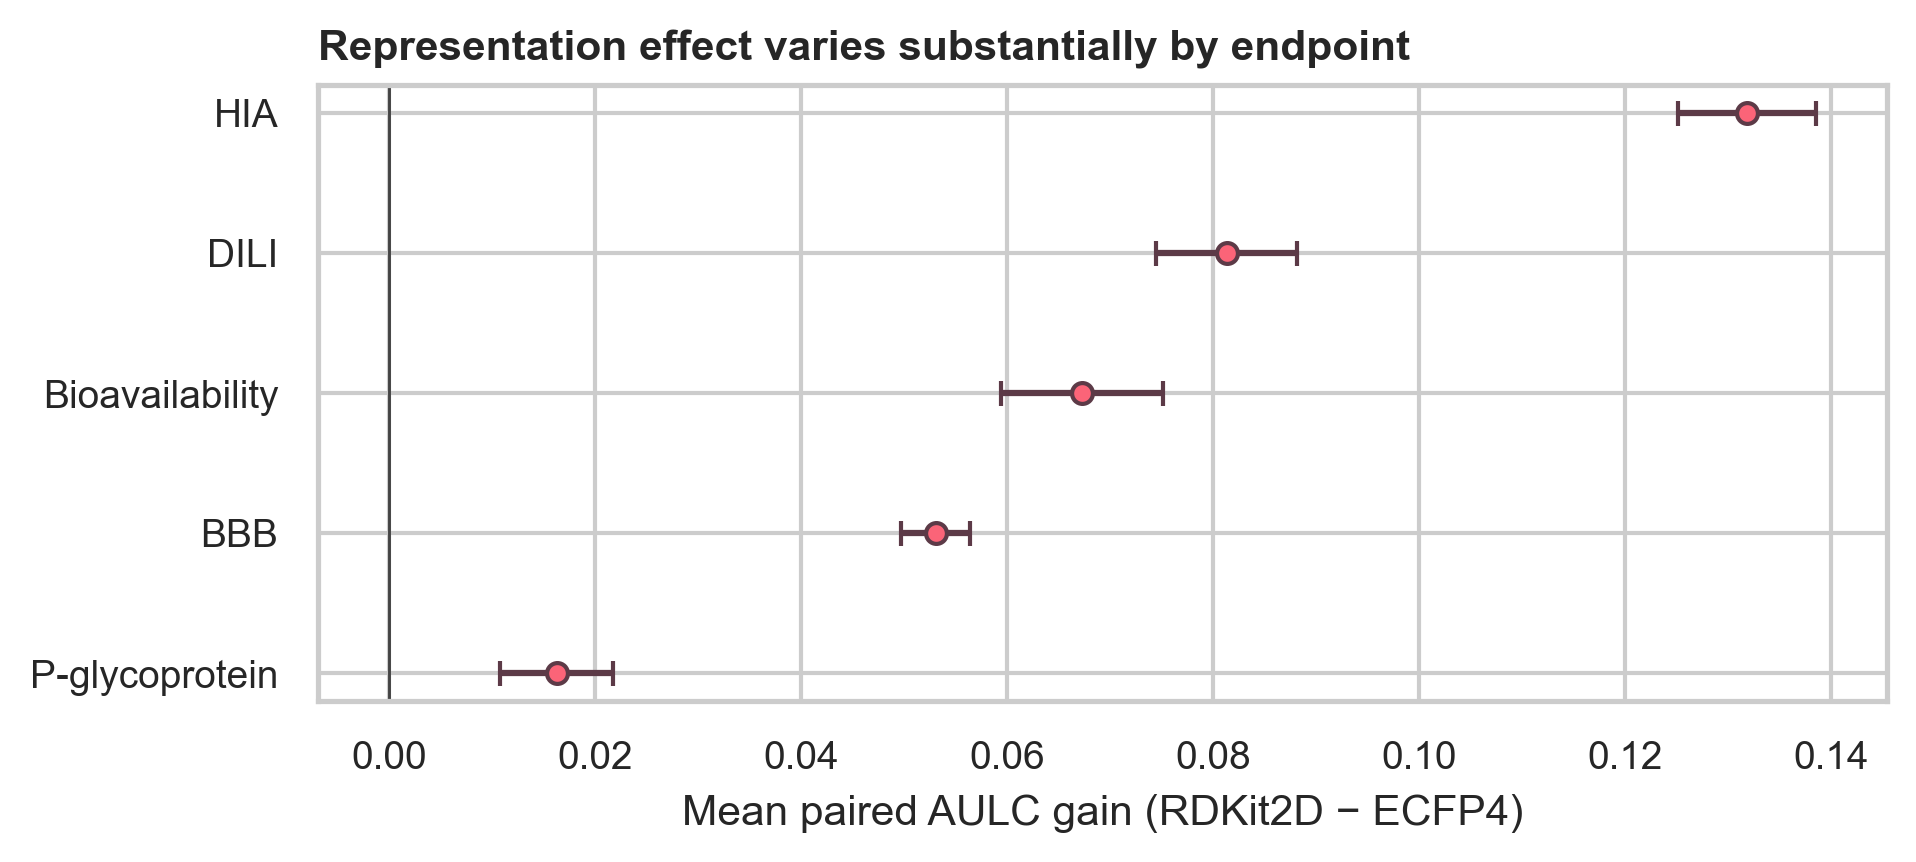 Representation effect varies substantially by endpoint
HIA
DILI
Bioavailability
BBB
P-glycoprotein
0.00 0.02 0.04 0.06 0.08 0.10 0.12 0.14
Mean paired AULC gain (RDKit2D − ECFP4)